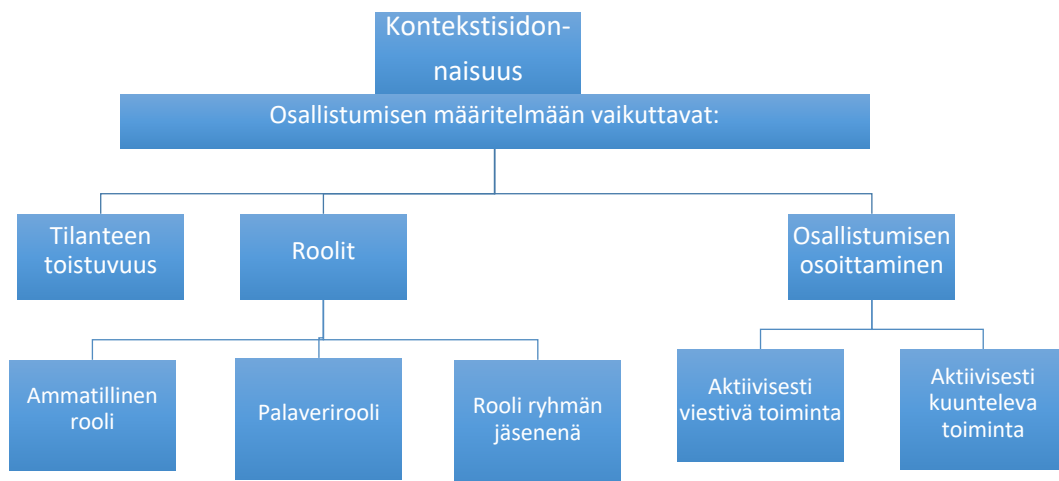 Kontekstisidon-
naisuus
Osallistumisen määritelmään vaikuttavat:
Tilanteen
toistuvuus
Roolit
Osallistumisen
osoittaminen
Ammatillinen
rooli
Palaverirooli
Rooli ryhmän
jäsenenä
Aktiivisesti
viestivä toiminta
Aktiivisesti
kuunteleva
toiminta